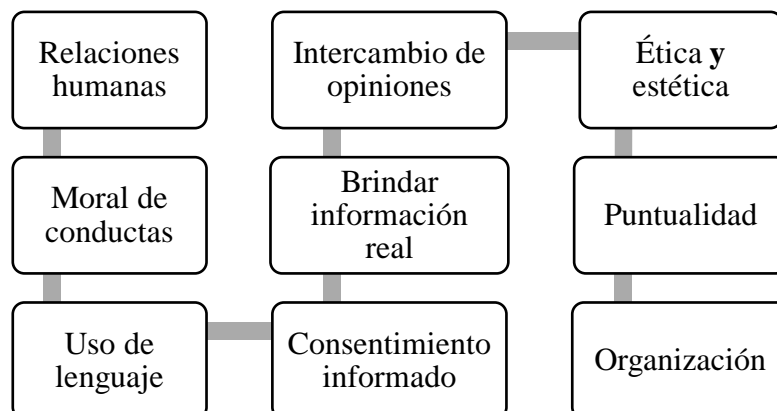 Relaciones
humanas
Moral de
conductas
Uso de
lenguaje
Consentimiento
informado
Brindar
información
real
Intercambio de
opiniones
Ética y
estética
Puntualidad
Organización